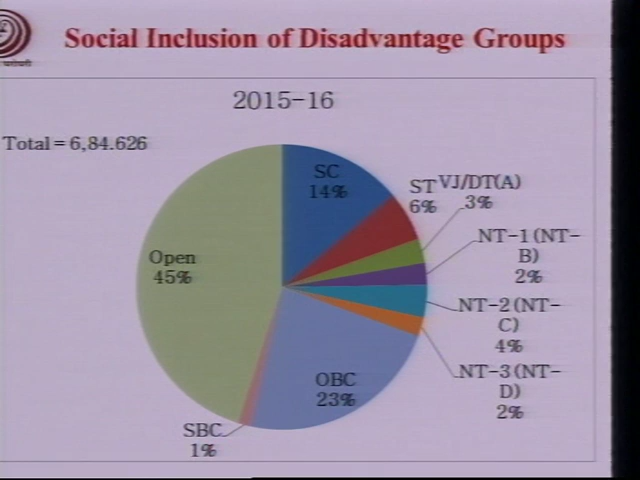 Social Inclusion of Disadvantage Groups
2015-16
Total = 6,84.626
SC
14%
ST
6%
VJ/DT(A)
3%
NT-1 (NT-
B)
2%
NT-2 (NT-
C)
4%
NT-3 (NT-
D)
2%
OBC
23%
SBC
1%
Open
45%